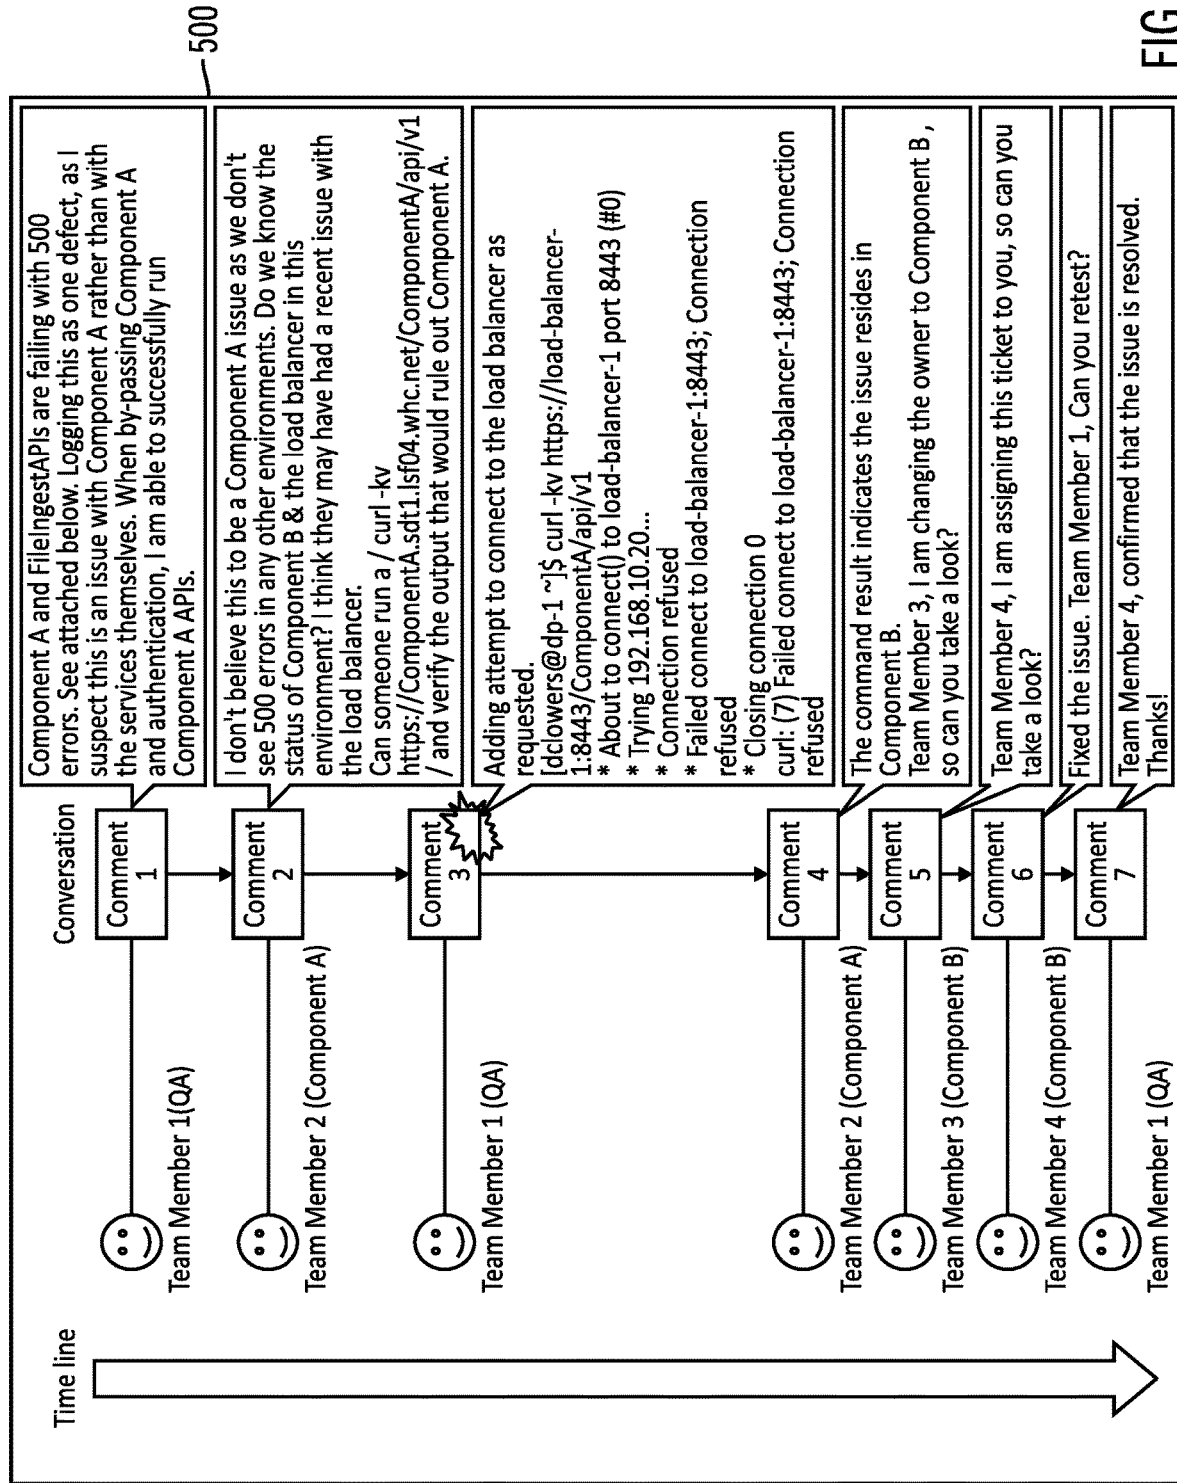 500
Time line
Conversation
Team Member 1(QA)
Comment
1
Component A and FileIngestAPIs are failing with 500
errors. See attached below. Logging this as one defect, as I
suspect this is an issue with Component A rather than with
the services themselves. When by-passing Component A
and authentication, I am able to successfully run
Component A APIs.
Team Member 2 (Component A)
Comment
2
I don't believe this to be a Component A issue as we don't
see 500 errors in any other environments. Do we know the
status of Component B & the load balancer in this
environment? I think they may have had a recent issue with
the load balancer.
Can someone run a / curl -kv
https://ComponentA.sdt1.lsf04.whc.net/ComponentA/api/v1
/ and verify the output that would rule out Component A.
Team Member 1 (QA)
Comment
3
Adding attempt to connect to the load balancer as
requested.
[dclowers@dp-1 ~]$ curl -kv https://load-balancer-
1:8443/ComponentA/api/v1
* About to connect() to load-balancer-1 port 8443 (#0)
* Trying 192.168.10.20...
* Connection refused
* Failed connect to load-balancer-1:8443; Connection
refused
* Closing connection 0
curl: (7) Failed connect to load-balancer-1:8443; Connection
refused
Team Member 2 (Component A)
Comment
4
The command result indicates the issue resides in
Component B.
Team Member 3, I am changing the owner to Component B ,
so can you take a look?
Team Member 3 (Component B)
Comment
5
Team Member 4, I am assigning this ticket to you, so can you
take a look?
Team Member 4 (Component B)
Comment
6
Fixed the issue. Team Member 1, Can you retest?
Team Member 1 (QA)
Comment
7
Team Member 4, confirmed that the issue is resolved.
Thanks!
FIG